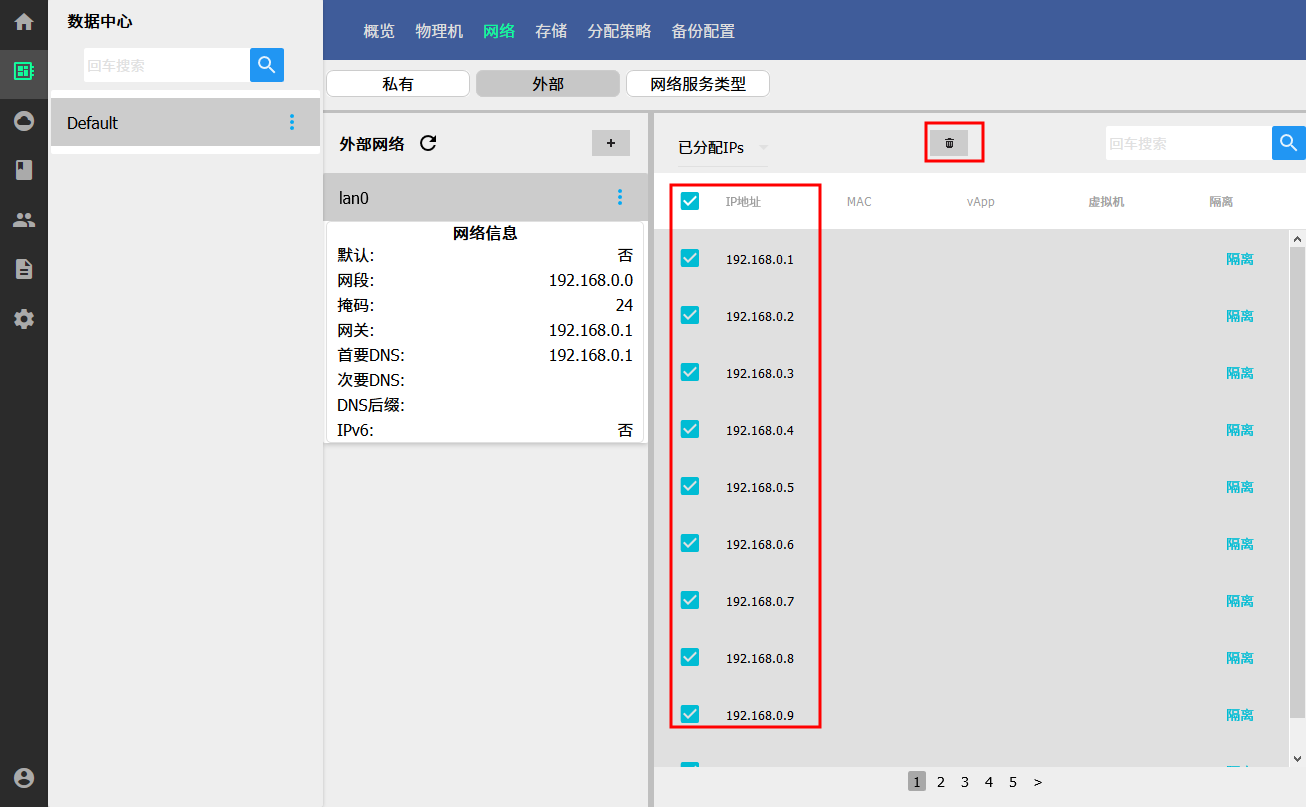 数据中心
回车搜索
Default
概览 物理机 网络 存储 分配策略 备份配置
私有 外部 网络服务类型
外部网络 +
lan0
网络信息
默认: 否
网段: 192.168.0.0
掩码: 24
网关: 192.168.0.1
首要DNS: 192.168.0.1
次要DNS:
DNS后缀:
IPv6: 否
已分配IPs 回车搜索
IP地址 MAC vApp 虚拟机 隔离
192.168.0.1 隔离
192.168.0.2 隔离
192.168.0.3 隔离
192.168.0.4 隔离
192.168.0.5 隔离
192.168.0.6 隔离
192.168.0.7 隔离
192.168.0.8 隔离
192.168.0.9 隔离
1 2 3 4 5 >